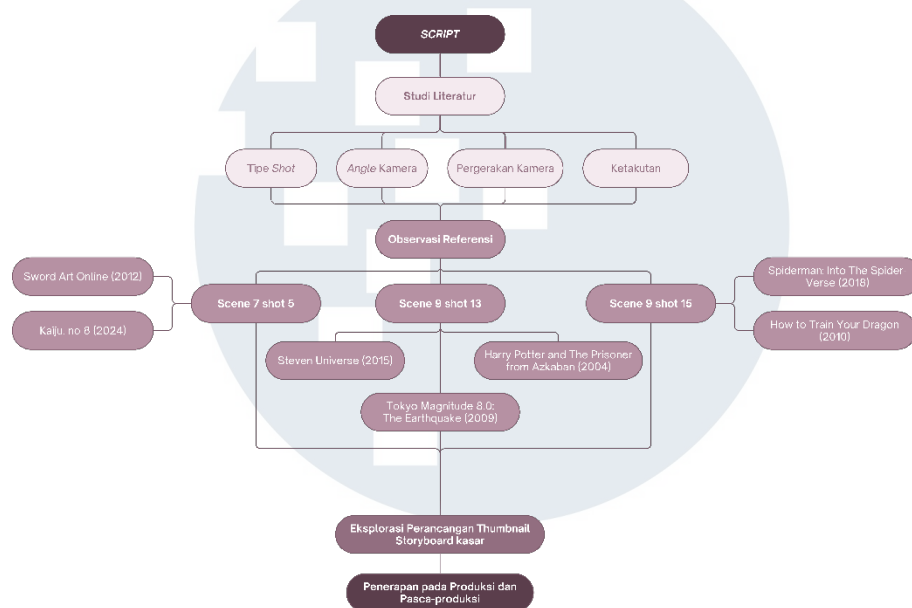 SCRIPT
Studi Literatur
Tipe Shot
Angle Kamera
Pergerakan Kamera
Ketakutan
Observasi Referensi
Sword Art Online (2012)
Kaiju. no 8 (2024)
Scene 7 shot 5
Scene 9 shot 13
Scene 9 shot 15
Spiderman: Into The Spider
Verse (2018)
How to Train Your Dragon
(2010)
Steven Universe (2015)
Harry Potter and The Prisoner
from Azkaban (2004)
Tokyo Magnitude 8.0:
The Earthquake (2009)
Eksplorasi Perancangan Thumbnail
Storyboard kasar
Penerapan pada Produksi dan
Pasca-produksi